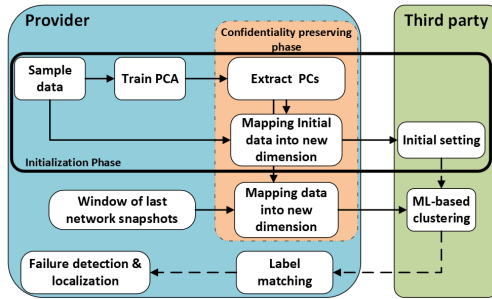 Provider
Third party
Confidentiality preserving
phase
Sample
data
Train PCA
Extract PCs
Mapping Initial
data into new
dimension
Initial setting
Initialization Phase
Window of last
network snapshots
Mapping data
into new
dimension
ML-based
clustering
Failure detection &
localization
Label
matching